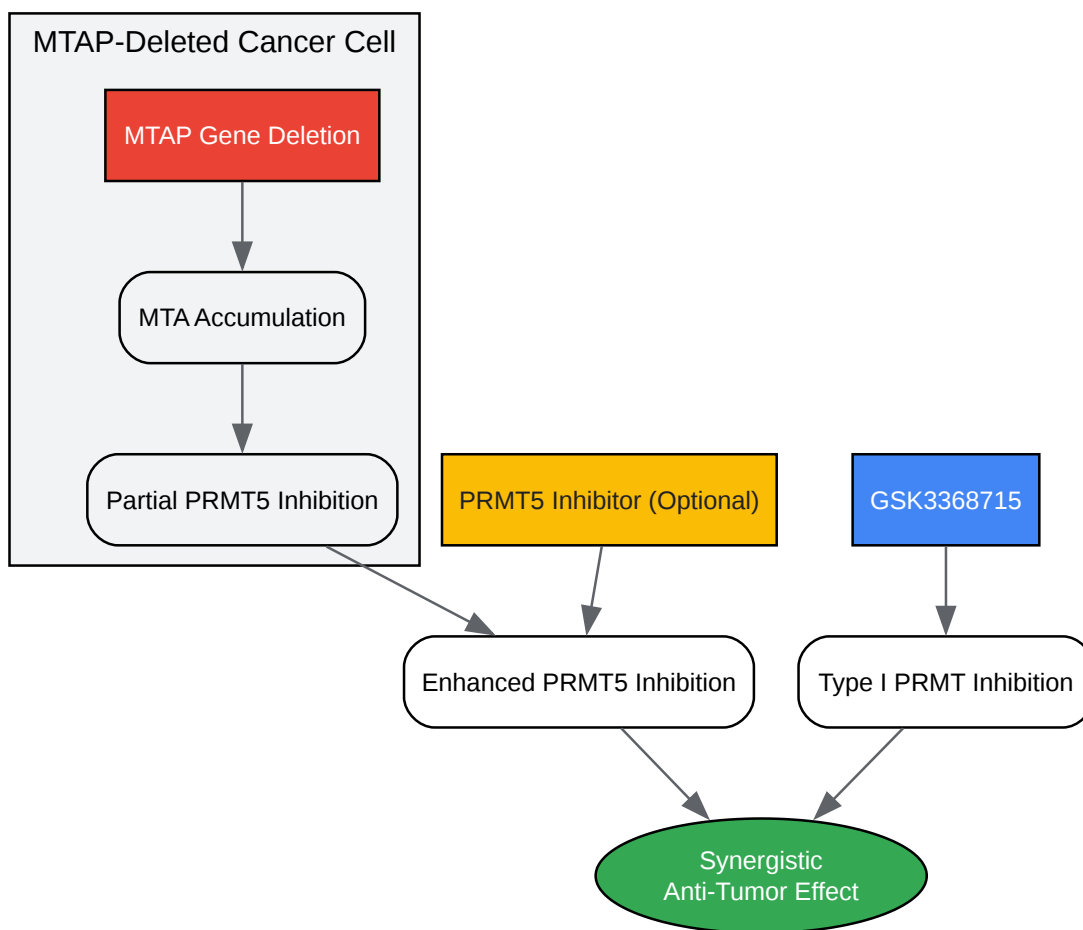 MTAP-Deleted Cancer Cell
MTAP Gene Deletion
MTA Accumulation
Partial PRMT5 Inhibition
PRMT5 Inhibitor (Optional)
GSK3368715
Enhanced PRMT5 Inhibition
Type I PRMT Inhibition
Synergistic
Anti-Tumor Effect